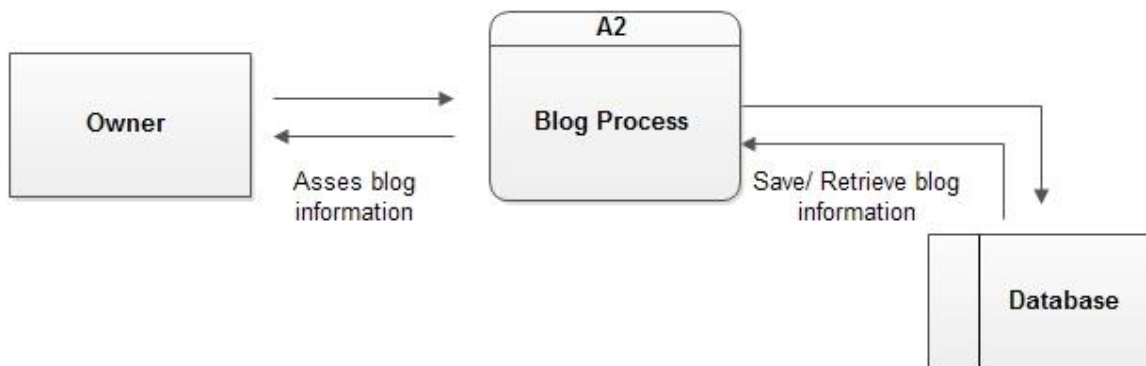 A2
Owner
Blog Process
Asses blog
information
Save/ Retrieve blog
information
Database